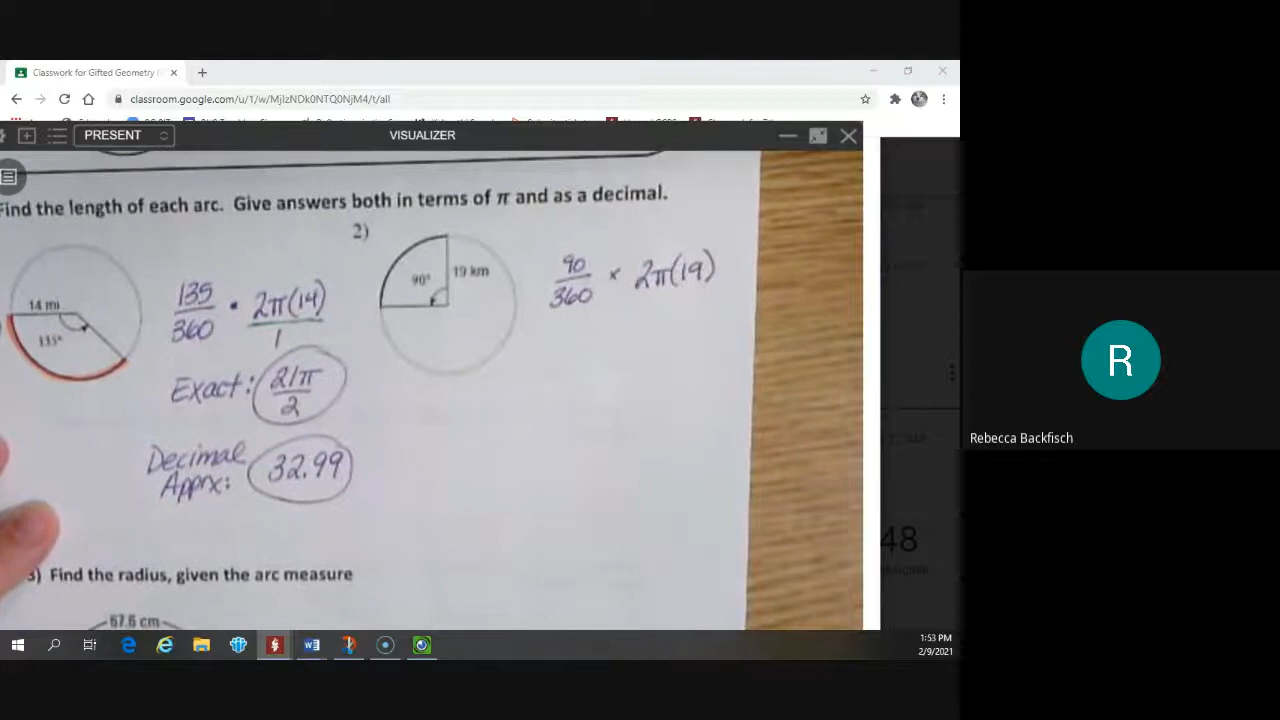 Classwork for Gifted Geometry
classroom.google.com/u/1/w/MjIzNDk0NTQ0NjM4/t/all
PRESENT
VISUALIZER
Find the length of each arc. Give answers both in terms of π and as a decimal.
14 mi
135°
135/360 • 2π(14)/1
Exact: 21π/2
Decimal
Apprx: 32.99
2)
90°
19 km
90/360 × 2π(19)
3) Find the radius, given the arc measure
67.6 cm
48
R
Rebecca Backfisch
1:53 PM
2/9/2021